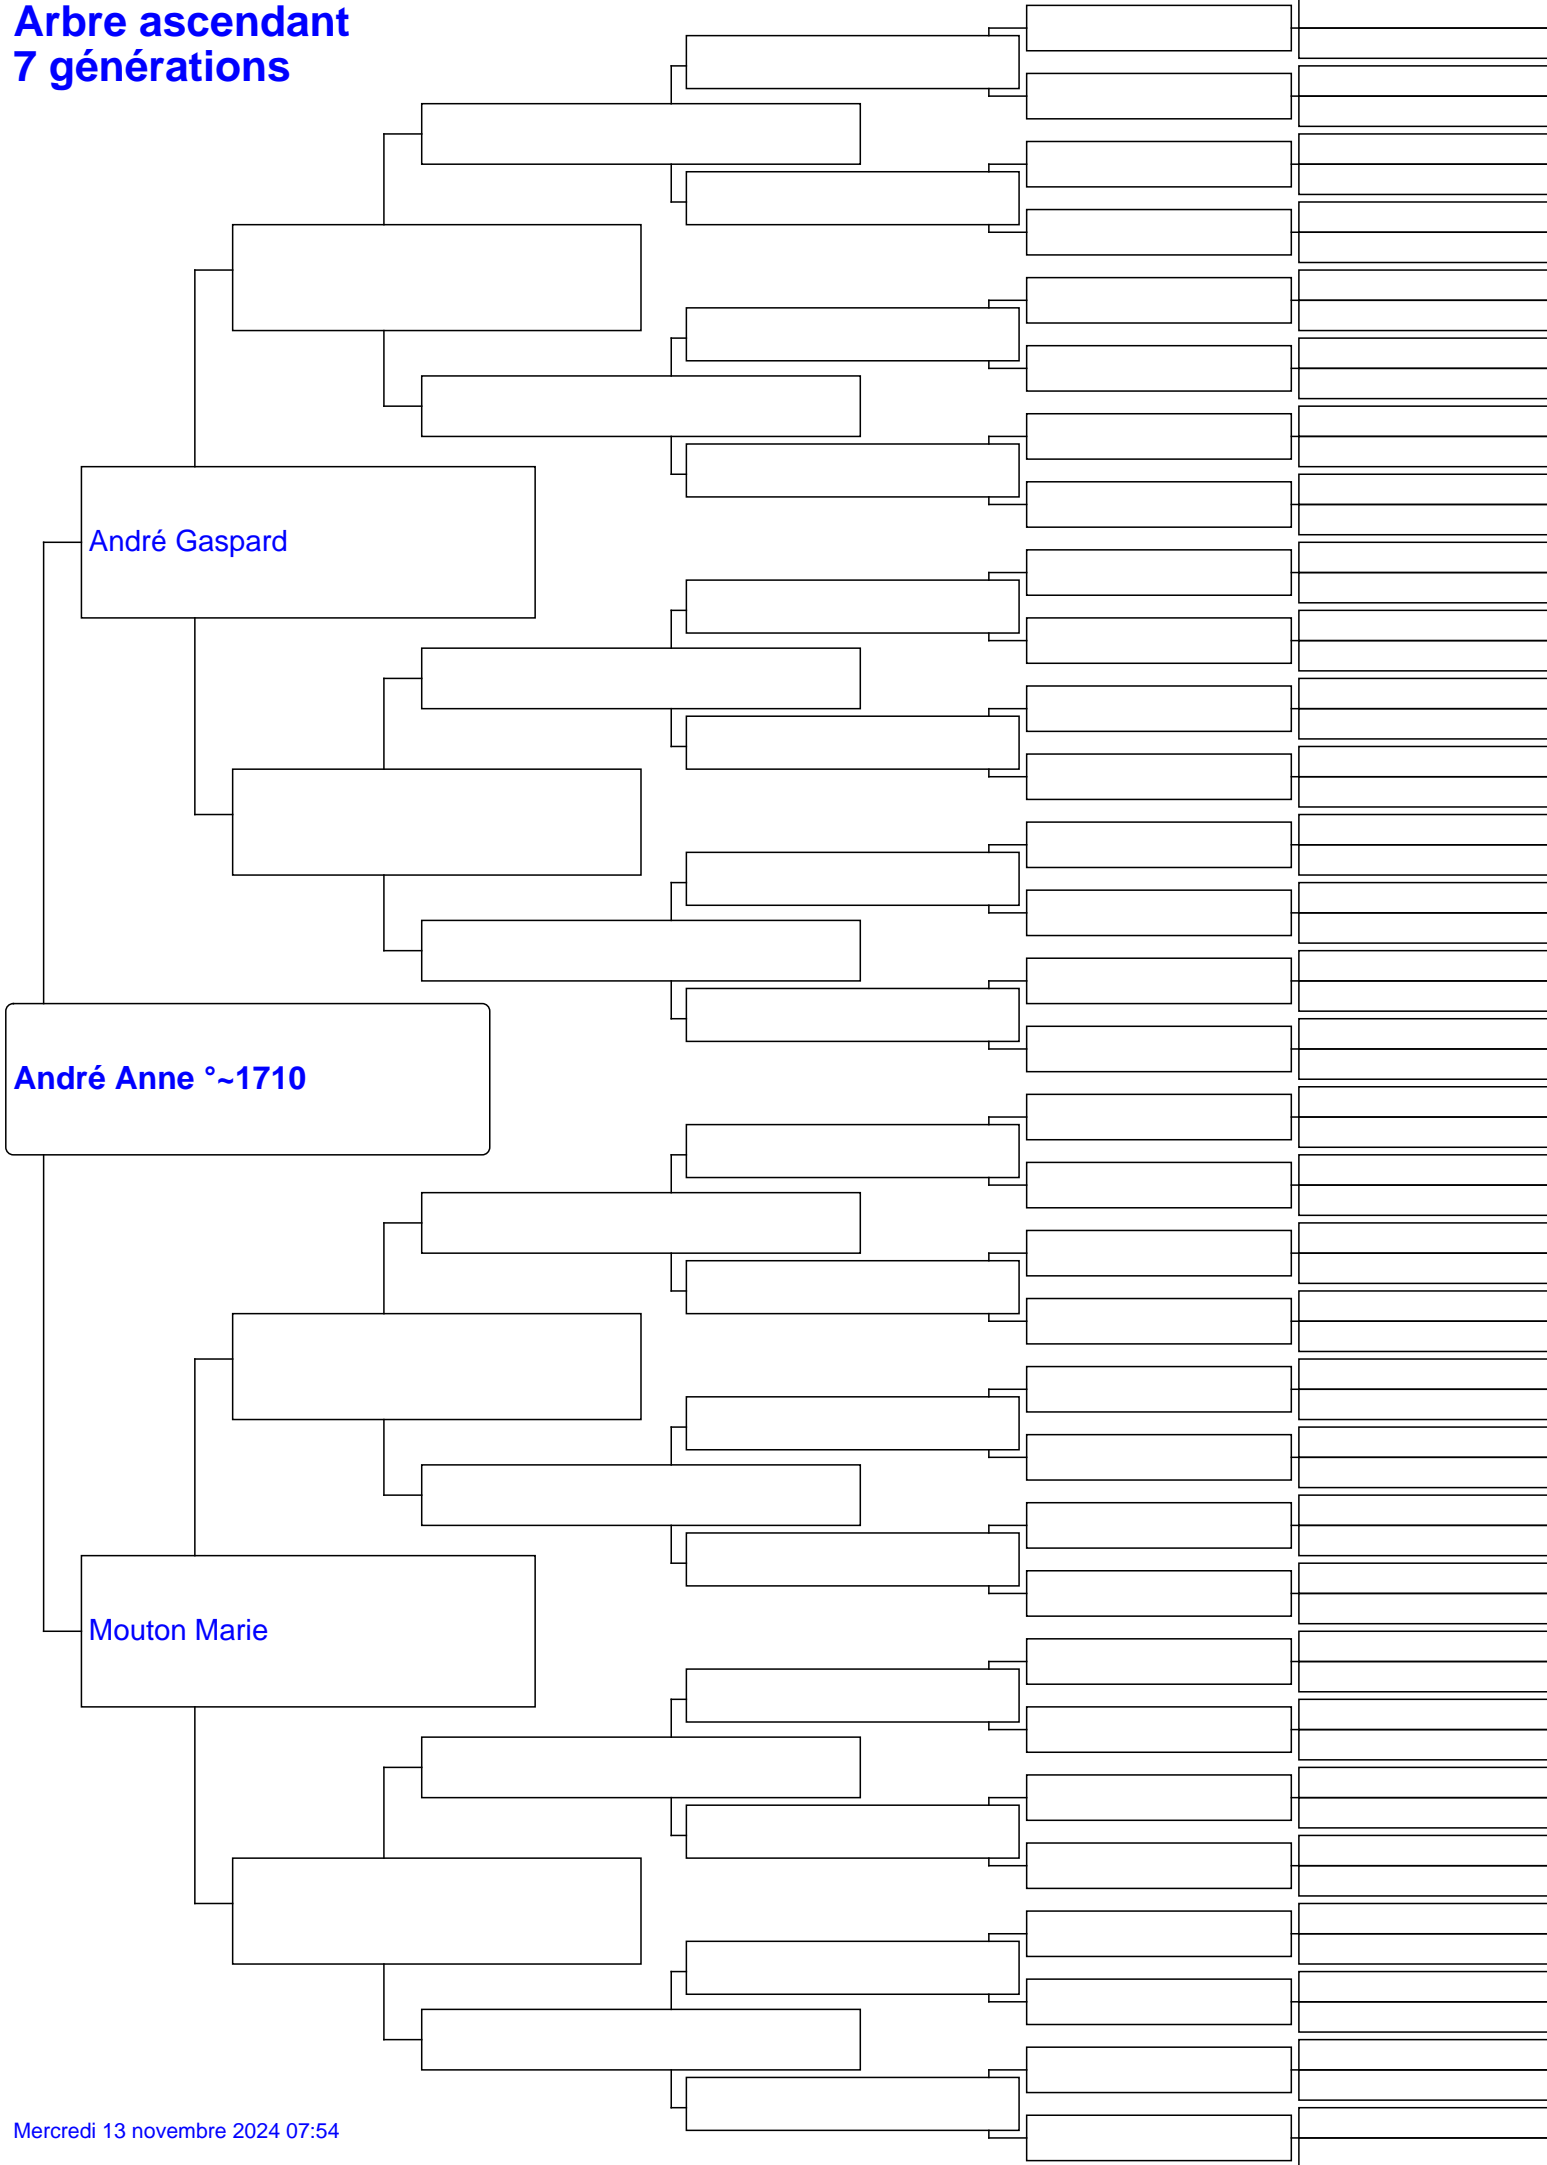 Arbre ascendant
7 générations
André Gaspard
André Anne °~1710
Mouton Marie
Mercredi 13 novembre 2024 07:54